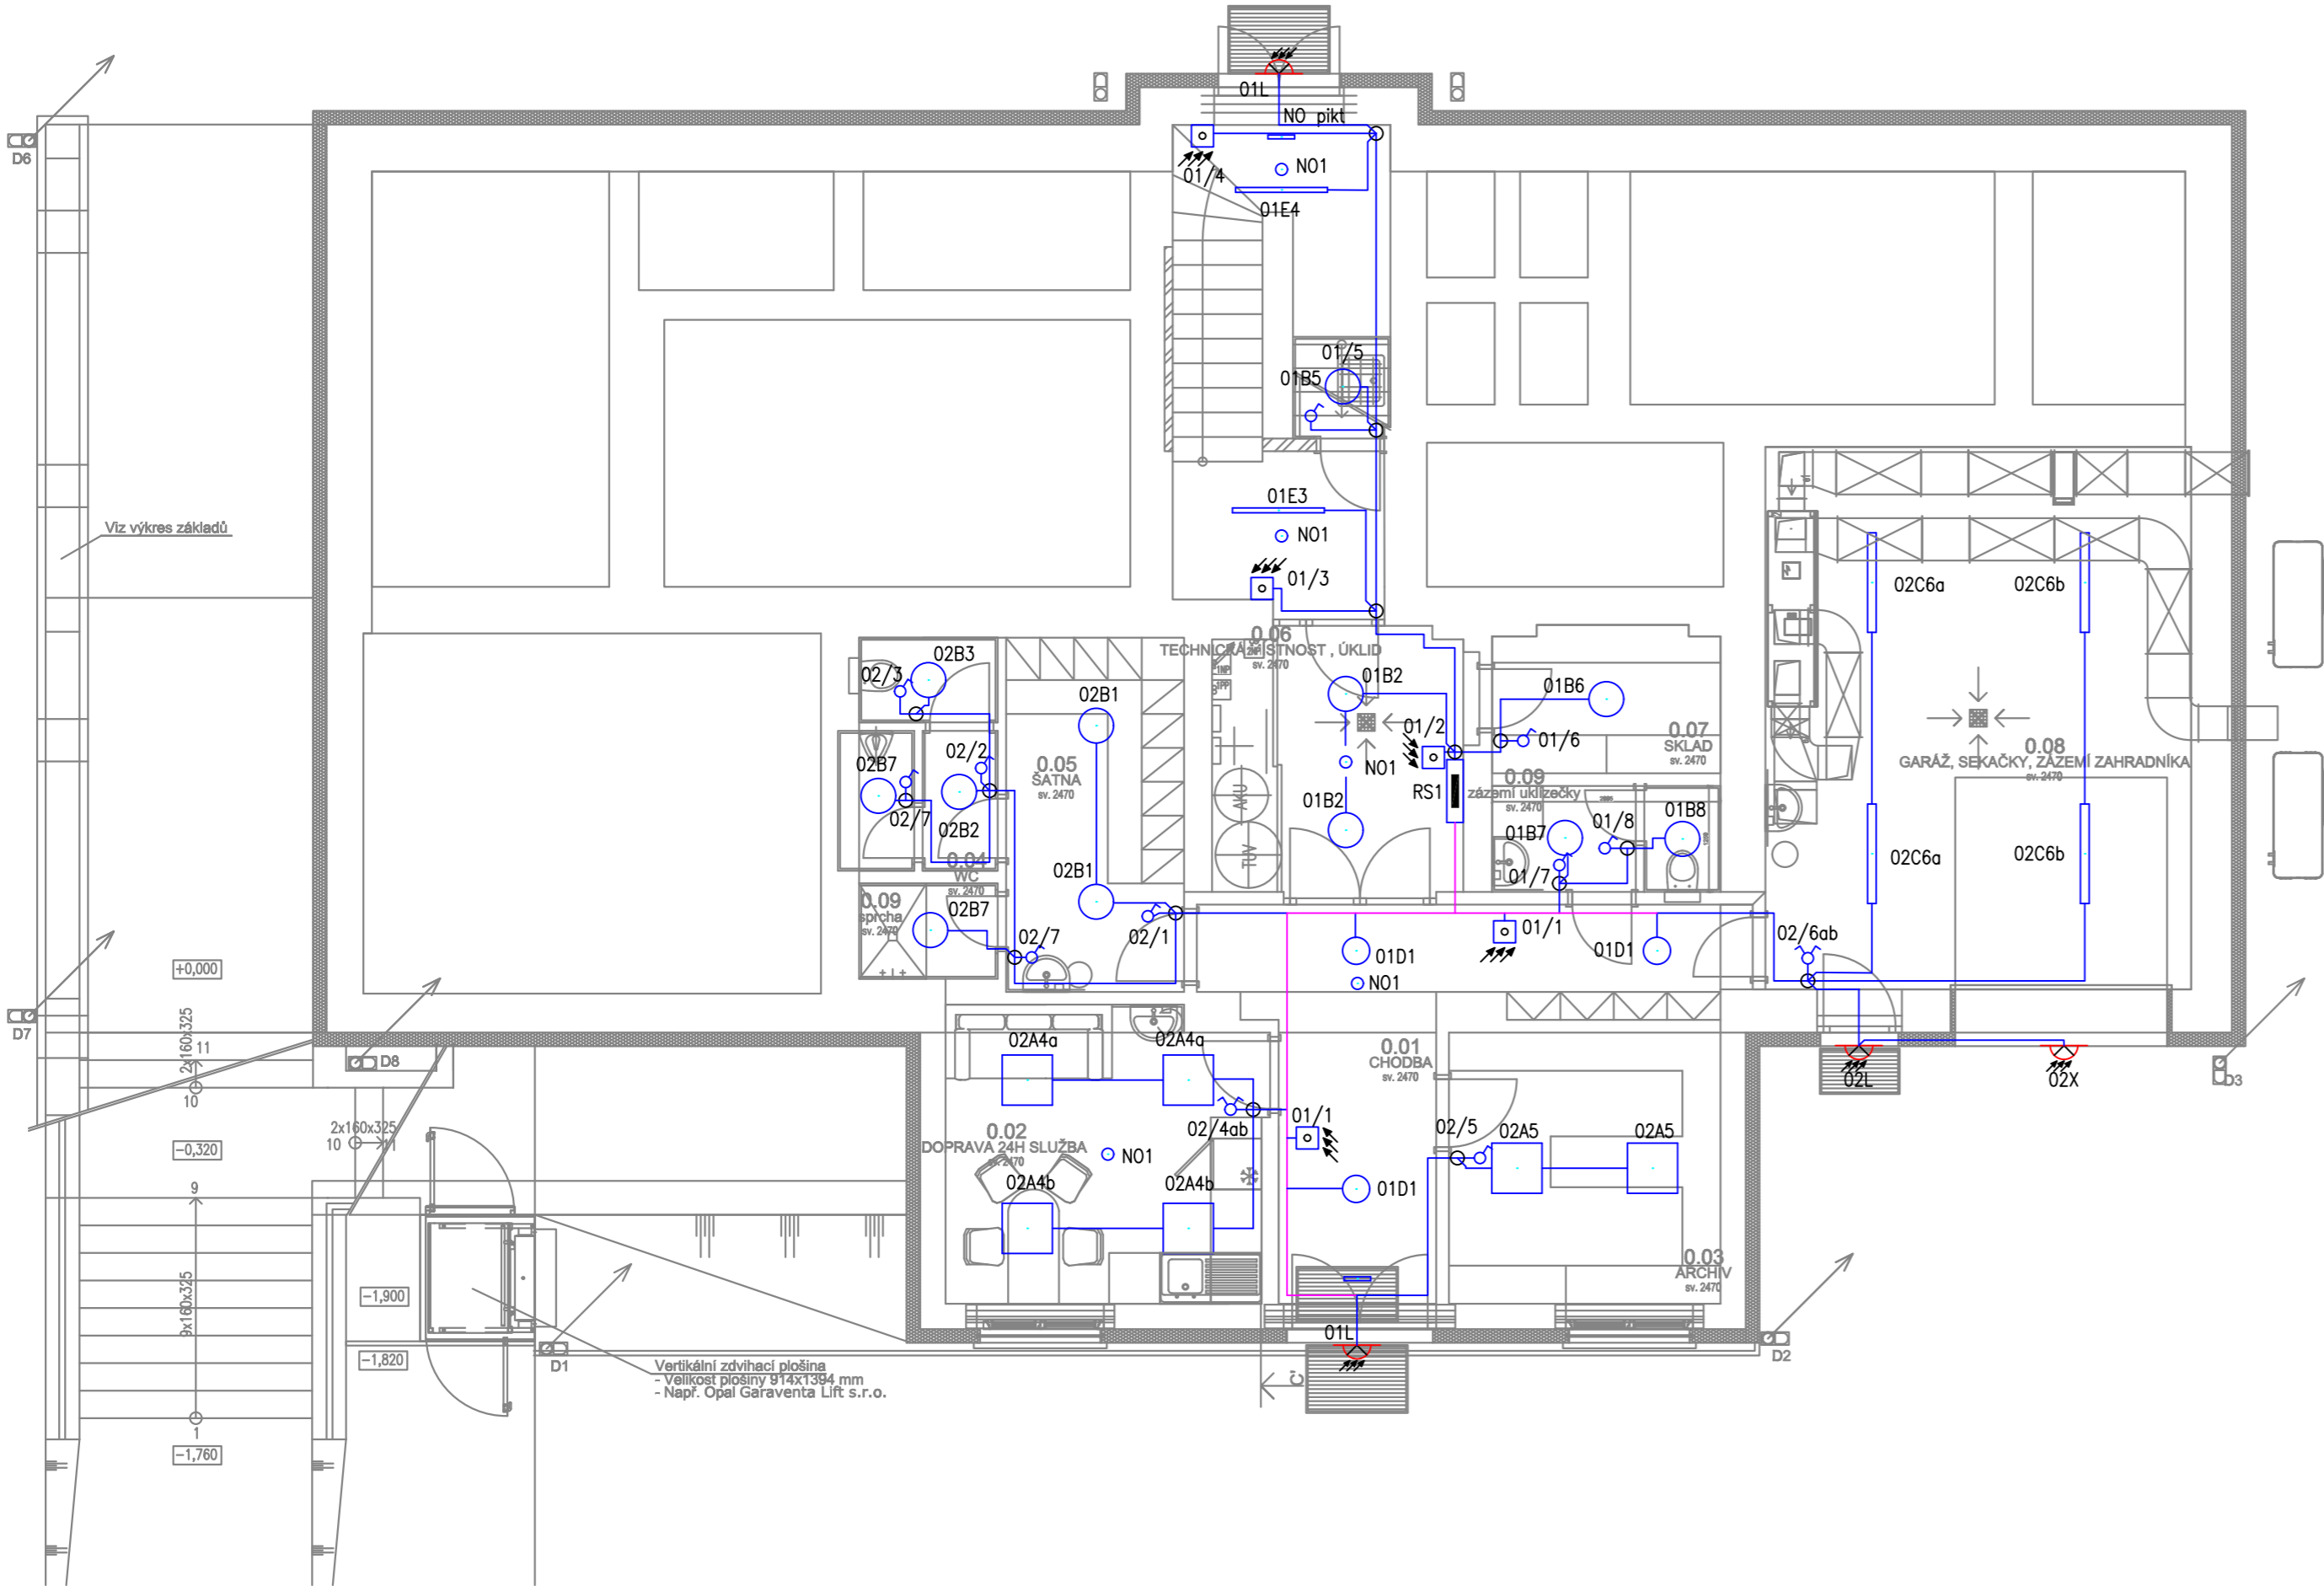 01L
NO pikt
01/4
NO1
01E4
D6
01/5
01B5
01E3
NO1
01/3
Viz výkres základů
02C6a
02C6b
0.06
TECHNICKÁ MÍSTNOST , ÚKLID
sv. 2470
02B3
02/3
02B1
01B2
01B6
01/2
01/6
0.07
SKLAD
sv. 2470
0.08
GARÁŽ, SEKAČKY, ZÁZEMÍ ZAHRADNÍKA
sv. 2470
02/2
02B7
0.05
ŠATNA
sv. 2470
NO1
RS1
0.09
zázemí uklízečky
sv. 2470
AKU
TUV
01B2
02/7
02B2
01B7
01/8
01B8
02C6a
02C6b
0.04
WC
sv. 2470
02B1
01/7
0.09
sprcha
sv. 2470
02B7
02/7
02/1
01D1
NO1
01/1
01D1
02/6ab
+0,000
D7
2x160x325
11
10
D8
02A4a
02A4a
0.01
CHODBA
sv. 2470
02L
02X
D3
2x160x325
10
-0,320
9
0.02
DOPRAVA 24H SLUŽBA
sv. 2470
02/4ab
01/1
02/5
02A5
02A5
NO1
02A4b
02A4b
01D1
0.03
ARCHIV
sv. 2470
9x160x325
-1,900
-1,820
D1
01L
D2
Vertikální zdvihací plošina
- Velikost plošiny 914x1394 mm
- Např. Opal Garaventa Lift s.r.o.
C'
1
-1,760